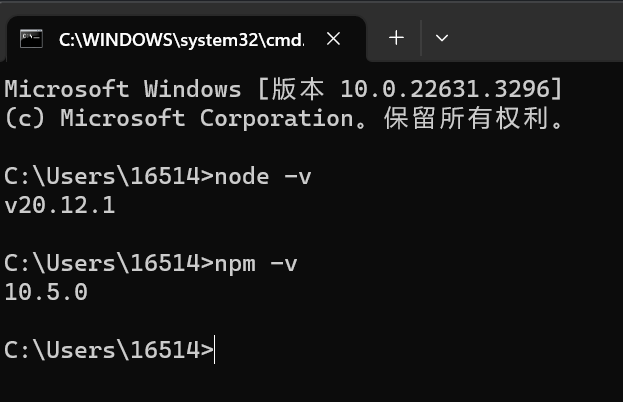 C:\WINDOWS\system32\cmd.
Microsoft Windows [版本 10.0.22631.3296]
(c) Microsoft Corporation。保留所有权利。
C:\Users\16514>node -v
v20.12.1
C:\Users\16514>npm -v
10.5.0
C:\Users\16514>